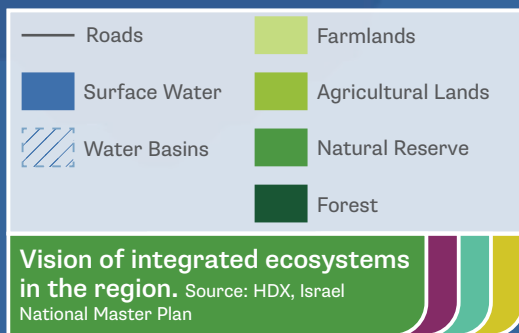 Roads
Farmlands
Surface Water
Agricultural Lands
Water Basins
Natural Reserve
Forest
Vision of integrated ecosystems
in the region. Source: HDX, Israel
National Master Plan